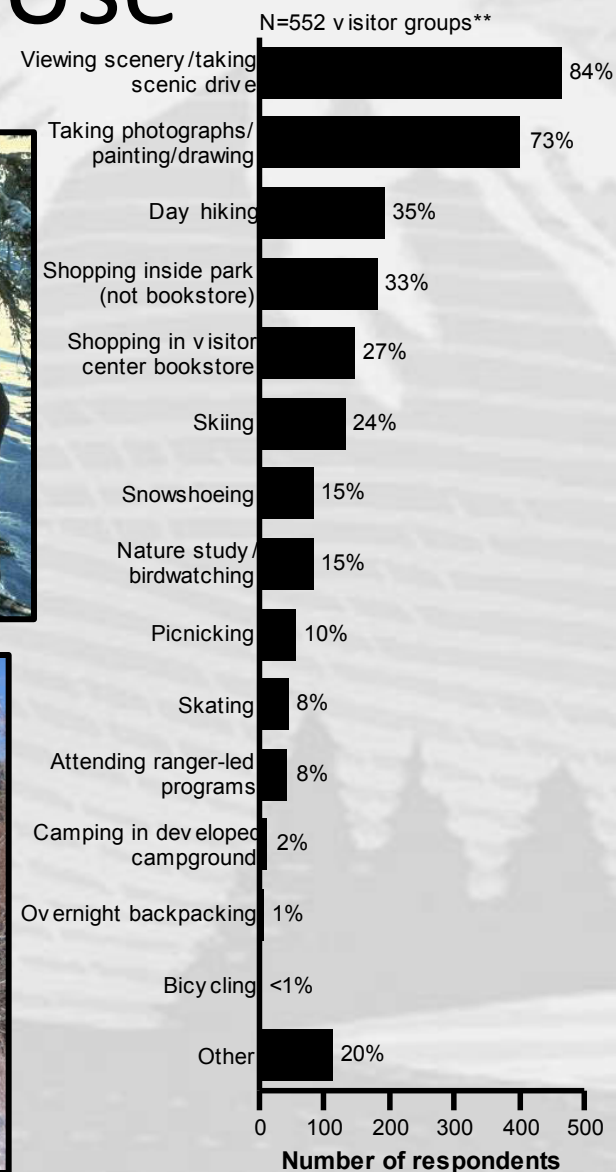 Use
N=552 visitor groups**
Viewing scenery/taking
scenic drive
84%
Taking photographs/
painting/drawing
73%
Day hiking
35%
Shopping inside park
(not bookstore)
33%
Shopping in visitor
center bookstore
27%
Skiing
24%
Snowshoeing
15%
Nature study/
birdwatching
15%
Picnicking
10%
Skating
8%
Attending ranger-led
programs
8%
Camping in developed
campground
2%
Overnight backpacking
1%
Bicycling
<1%
Other
20%
0 100 200 300 400 500
Number of respondents